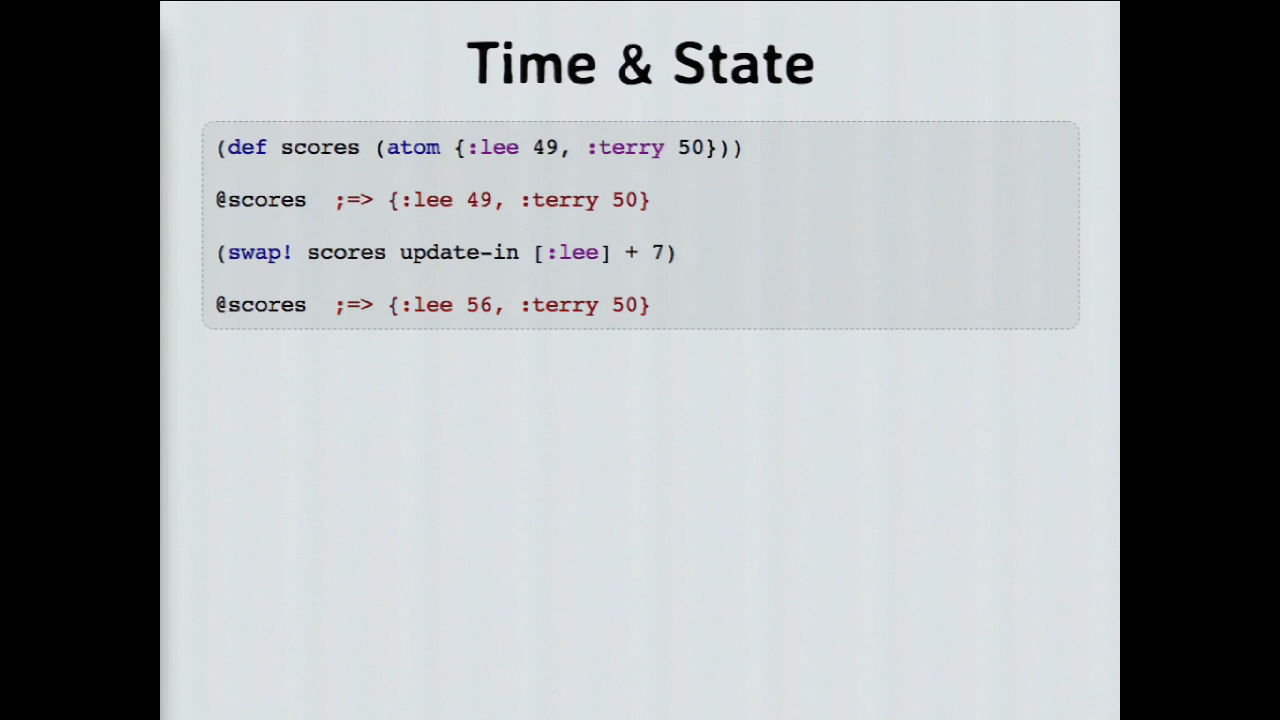 Time & State
(def scores (atom {:lee 49, :terry 50}))
@scores  ;=> {:lee 49, :terry 50}
(swap! scores update-in [:lee] + 7)
@scores  ;=> {:lee 56, :terry 50}